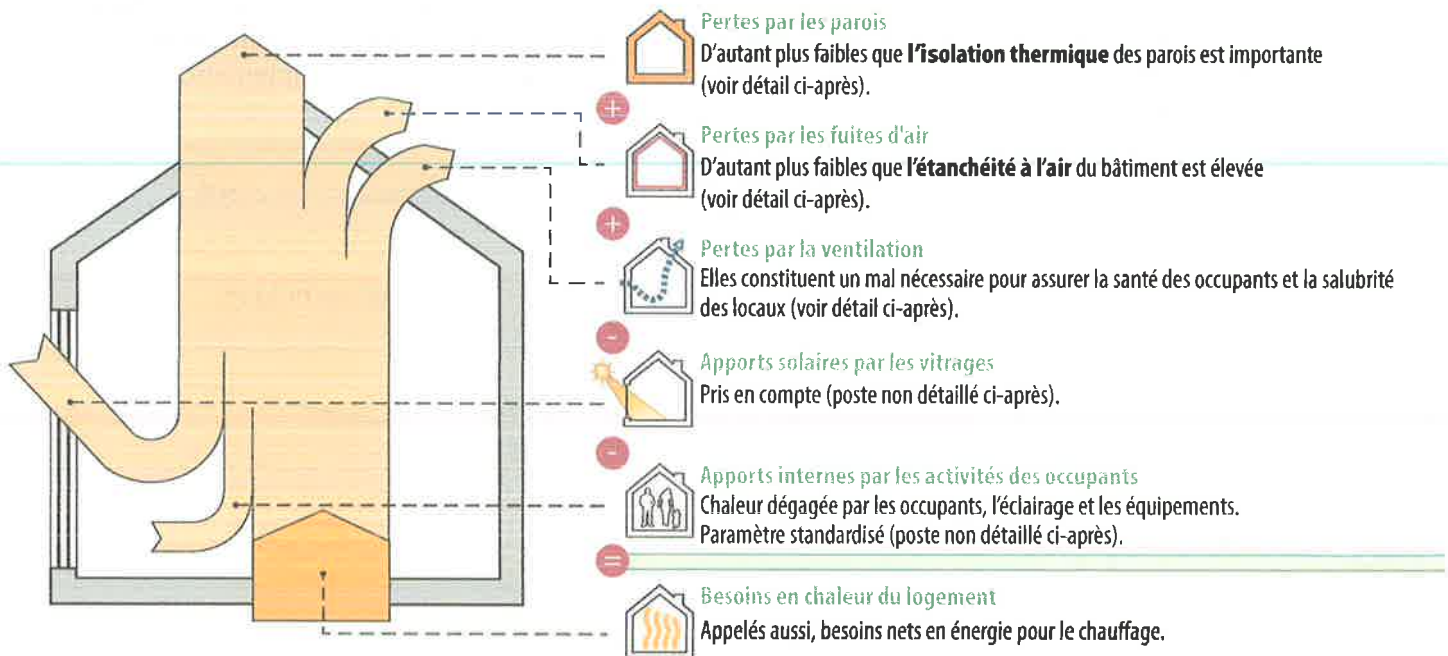 Pertes par les parois
D'autant plus faibles que l'isolation thermique des parois est importante
(voir détail ci-après).
+
Pertes par les fuites d'air
D'autant plus faibles que l'étanchéité à l'air du bâtiment est élevée
(voir détail ci-après).
+
Pertes par la ventilation
Elles constituent un mal nécessaire pour assurer la santé des occupants et la salubrité
des locaux (voir détail ci-après).
-
Apports solaires par les vitrages
Pris en compte (poste non détaillé ci-après).
-
Apports internes par les activités des occupants
Chaleur dégagée par les occupants, l'éclairage et les équipements.
Paramètre standardisé (poste non détaillé ci-après).
=
Besoins en chaleur du logement
Appelés aussi, besoins nets en énergie pour le chauffage.